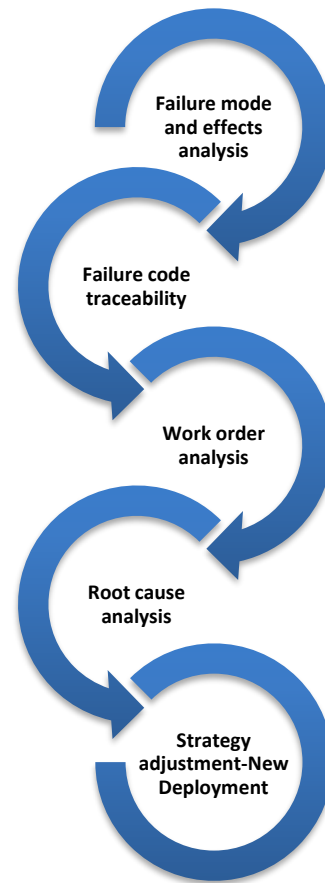 Failure mode
and effects
analysis
Failure code
traceability
Work order
analysis
Root cause
analysis
Strategy
adjustment-New
Deployment